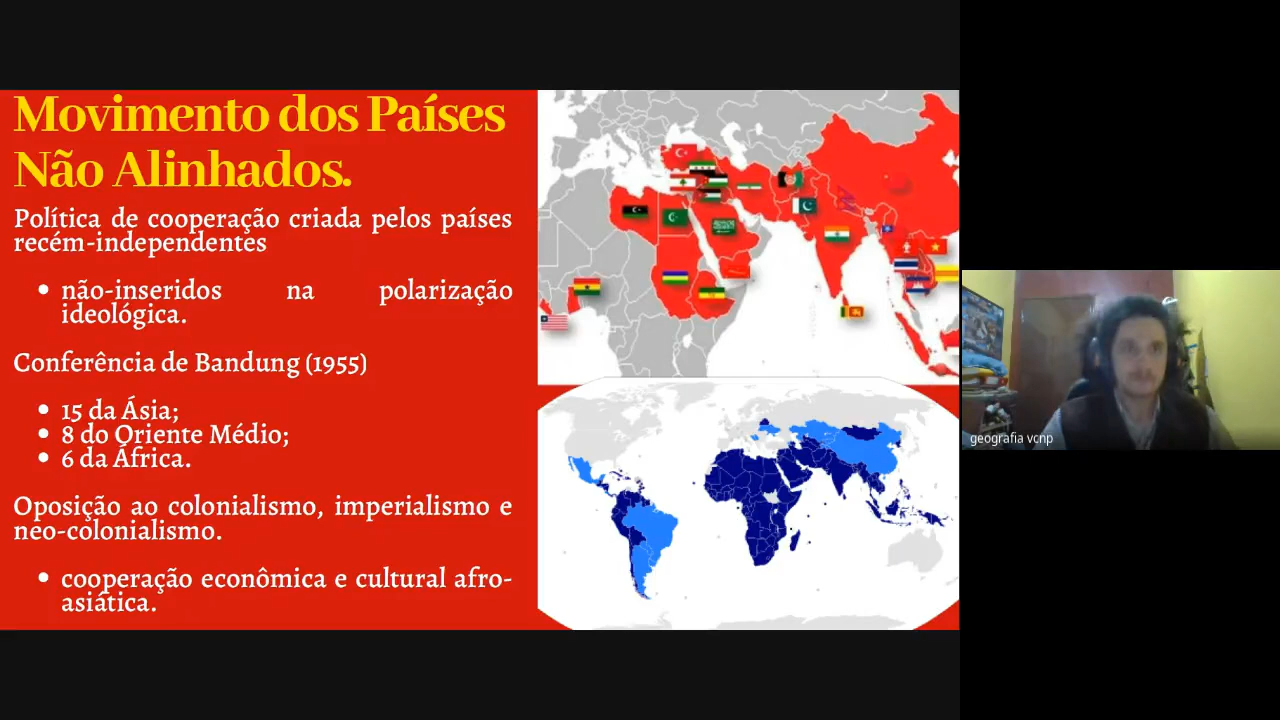 Movimento dos Países
Não Alinhados.
Política de cooperação criada pelos países
recém-independentes
• não-inseridos na polarização
ideológica.
Conferência de Bandung (1955)
• 15 da Ásia;
• 8 do Oriente Médio;
• 6 da África.
Oposição ao colonialismo, imperialismo e
neo-colonialismo.
• cooperação econômica e cultural afro-
asiática.
geografia vcnp